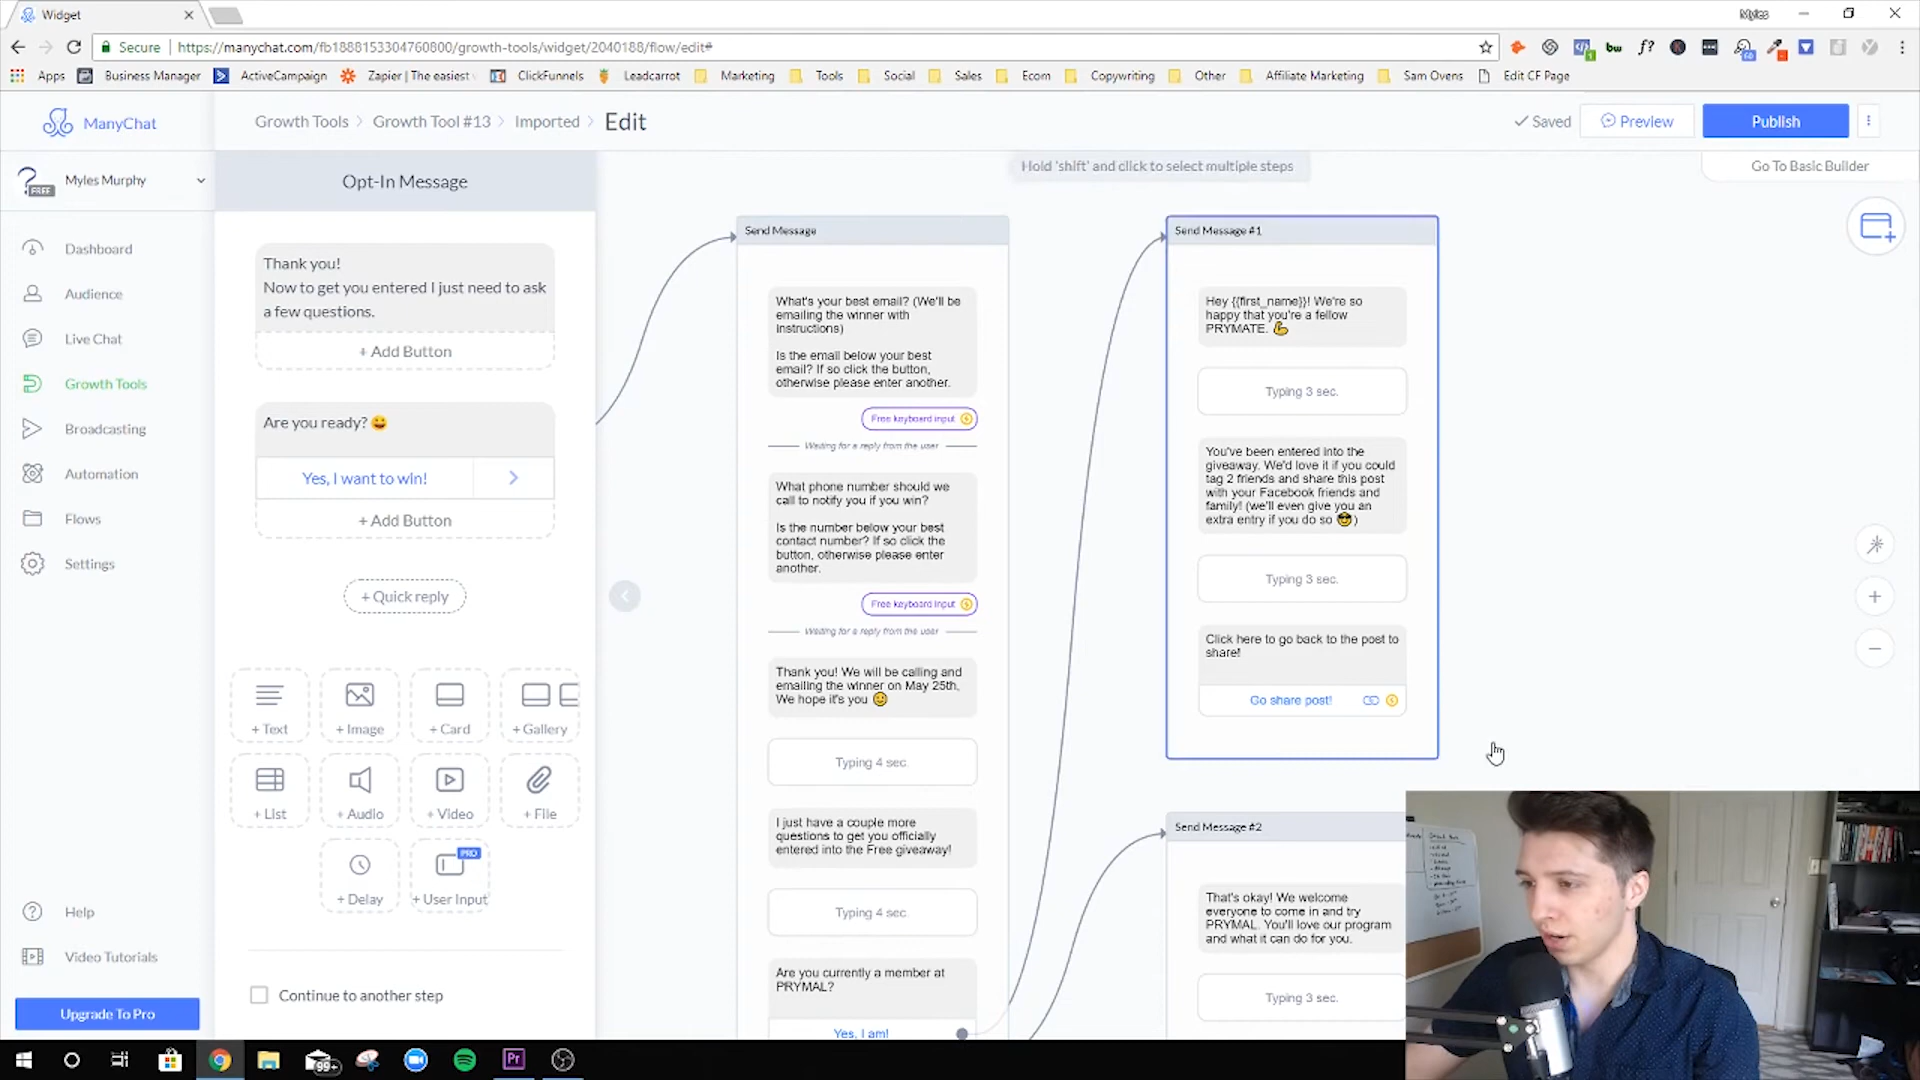 Widget
Myles
Secure
https://manychat.com/fb1888153304760800/growth-tools/widget/2040188/flow/edit#
bw
f?
Apps
Business Manager
ActiveCampaign
Zapier | The easiest
ClickFunnels
Leadcarrot
Marketing
Tools
Social
Sales
Ecom
Copywriting
Other
Affiliate Marketing
Sam Ovens
Edit CF Page
ManyChat
Growth Tools > Growth Tool #13 > Imported > Edit
Saved
Preview
Publish
FREE
Myles Murphy
Dashboard
Audience
Live Chat
Growth Tools
Broadcasting
Automation
Flows
Settings
Help
Video Tutorials
Upgrade To Pro
Opt-In Message
Thank you!
Now to get you entered I just need to ask
a few questions.
+ Add Button
Are you ready? 😀
Yes, I want to win!
+ Add Button
+ Quick reply
+ Text
+ Image
+ Card
+ Gallery
+ List
+ Audio
+ Video
+ File
+ Delay
PRO
+ User Input
Continue to another step
Hold 'shift' and click to select multiple steps
Go To Basic Builder
Send Message
What's your best email? (We'll be
emailing the winner with
instructions)
Is the email below your best
email? If so click the button,
otherwise please enter another.
Free keyboard input
Waiting for a reply from the user
What phone number should we
call to notify you if you win?
Is the number below your best
contact number? If so click the
button, otherwise please enter
another.
Free keyboard input
Waiting for a reply from the user
Thank you! We will be calling and
emailing the winner on May 25th,
We hope it's you 🙂
Typing 4 sec.
I just have a couple more
questions to get you officially
entered into the Free giveaway!
Typing 4 sec.
Are you currently a member at
PRYMAL?
Yes, I am!
Send Message #1
Hey {{first_name}}! We're so
happy that you're a fellow
PRYMATE. 💪
Typing 3 sec.
You've been entered into the
giveaway. We'd love it if you could
tag 2 friends and share this post
with your Facebook friends and
family! (we'll even give you an
extra entry if you do so 😎)
Typing 3 sec.
Click here to go back to the post to
share!
Go share post!
Send Message #2
That's okay! We welcome
everyone to come in and try
PRYMAL. You'll love our program
and what it can do for you.
Typing 3 sec.
99+
Pr